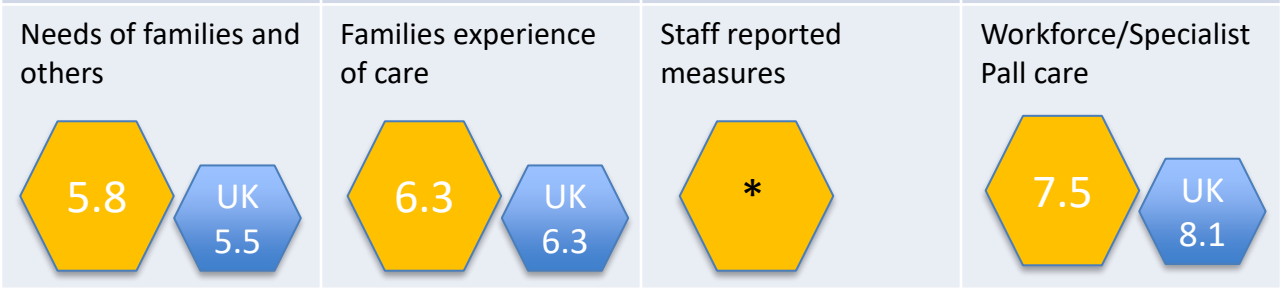 Needs of families and
others
5.8
UK
5.5
Families experience
of care
6.3
UK
6.3
Staff reported
measures
*
Workforce/Specialist
Pall care
7.5
UK
8.1